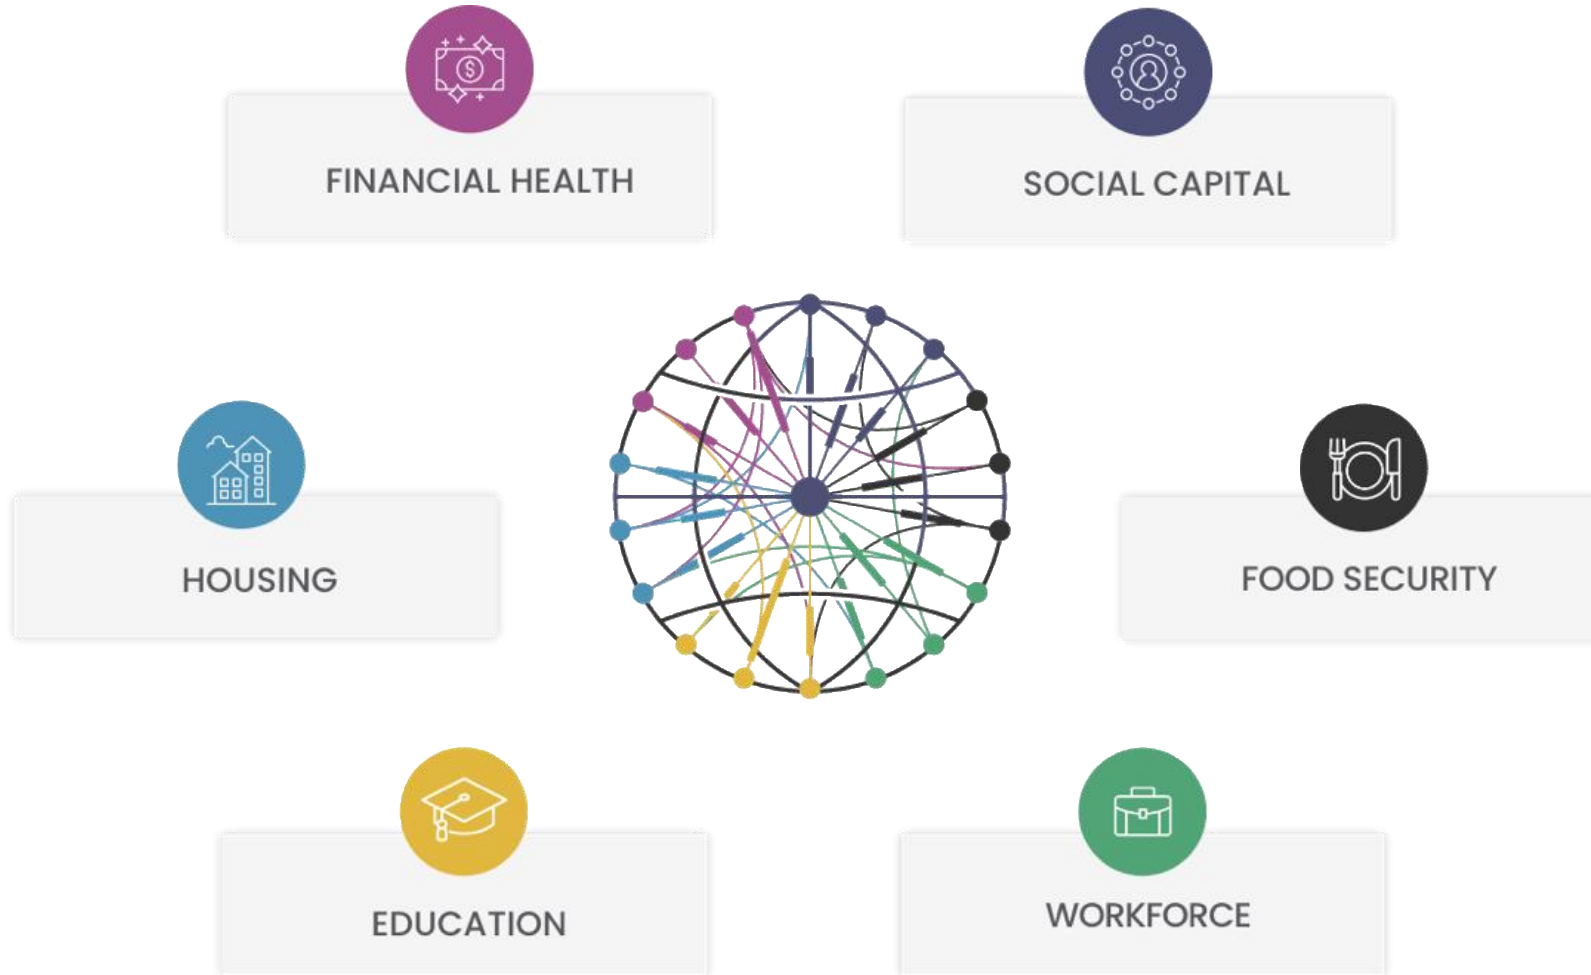 FINANCIAL HEALTH
SOCIAL CAPITAL
HOUSING
FOOD SECURITY
EDUCATION
WORKFORCE